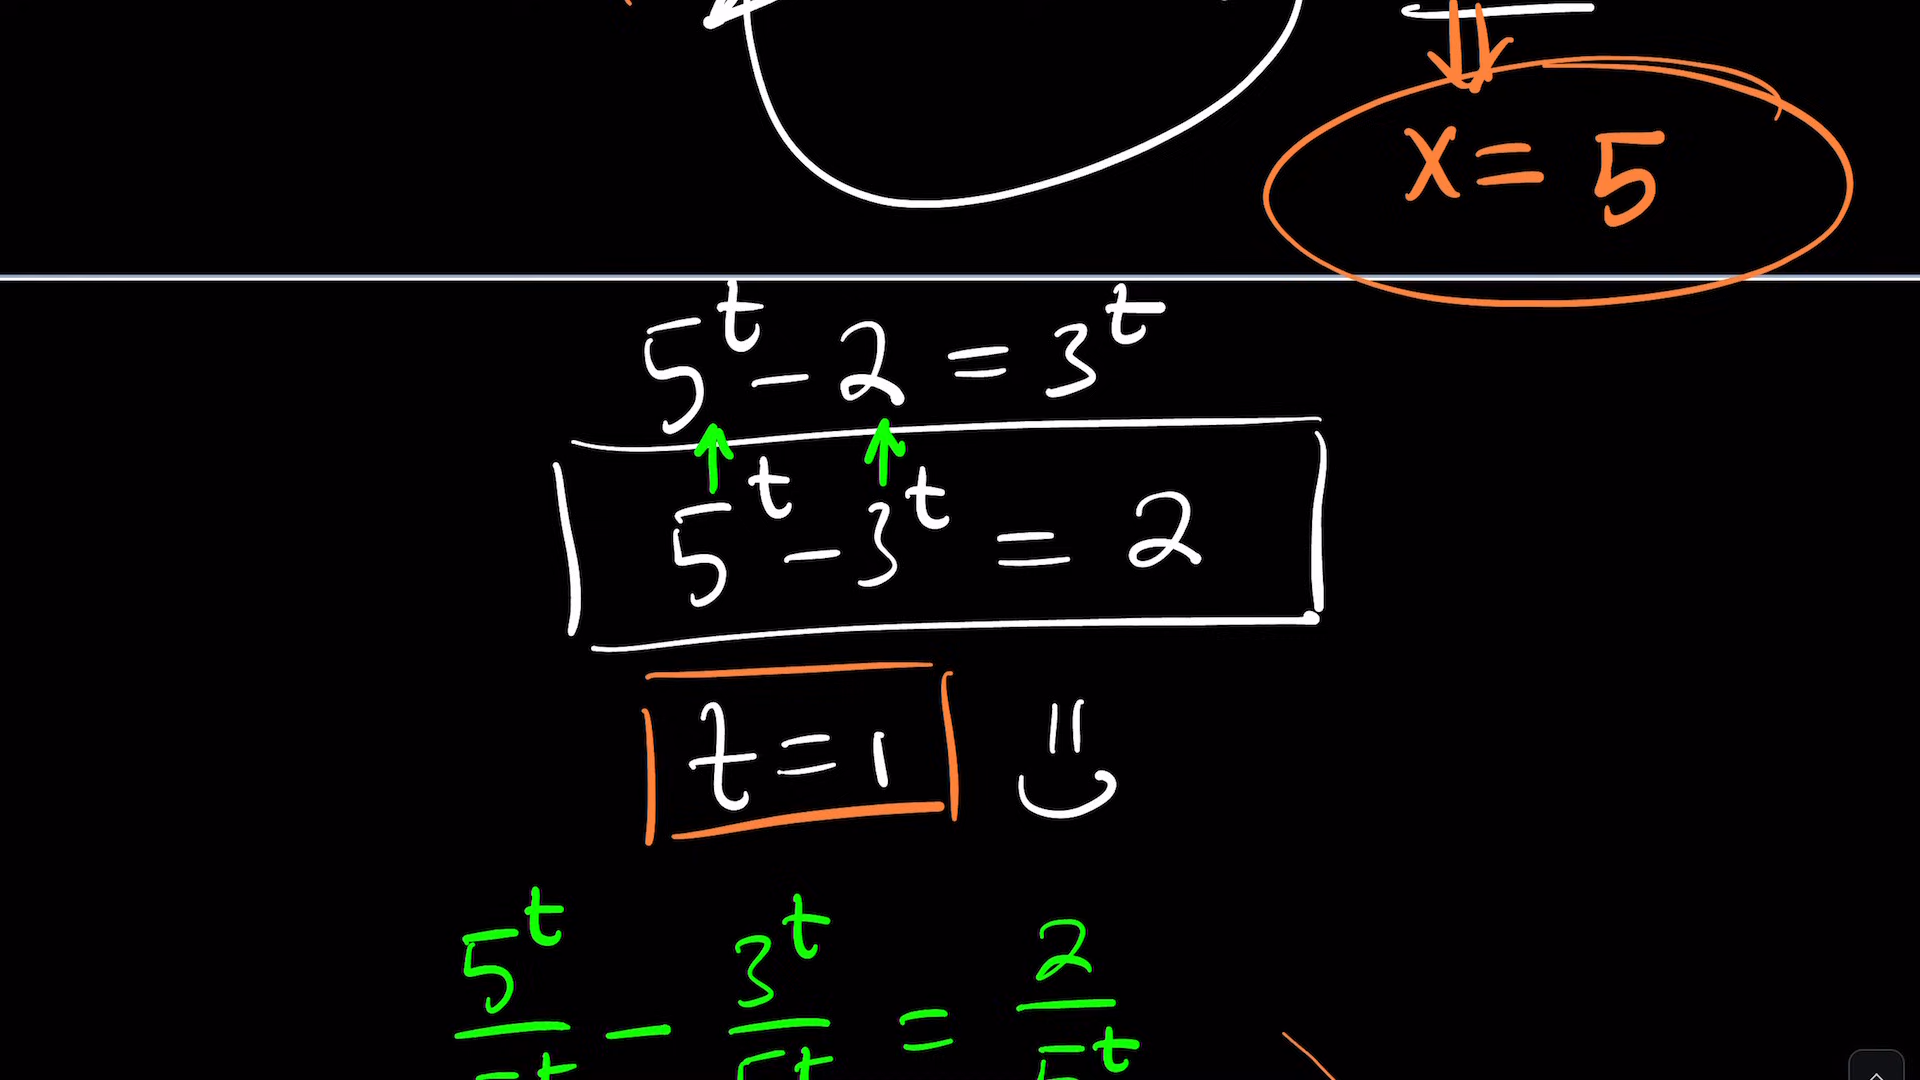 x = 5
5^t - 2 = 3^t
5^t - 3^t = 2
t = 1
5^t/5^t - 3^t/5^t = 2/5^t